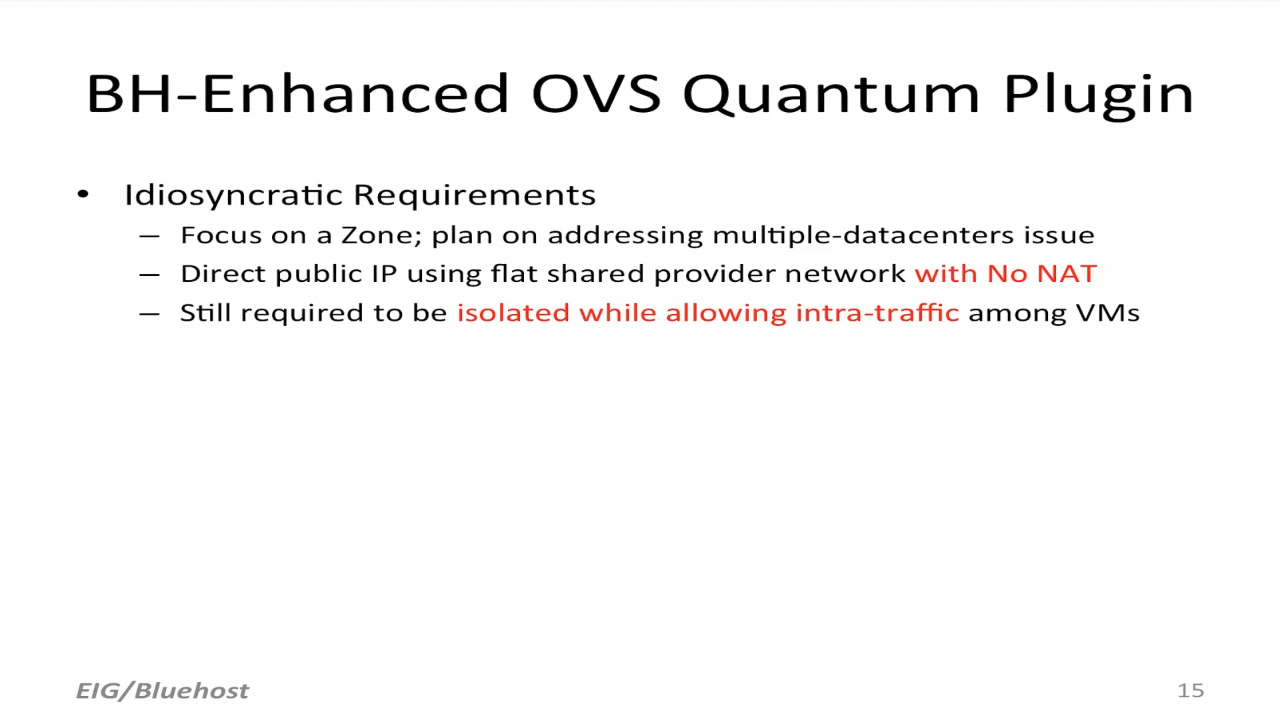 BH-Enhanced OVS Quantum Plugin
• Idiosyncratic Requirements
– Focus on a Zone; plan on addressing multiple-datacenters issue
– Direct public IP using flat shared provider network with No NAT
– Still required to be isolated while allowing intra-traffic among VMs
EIG/Bluehost
15